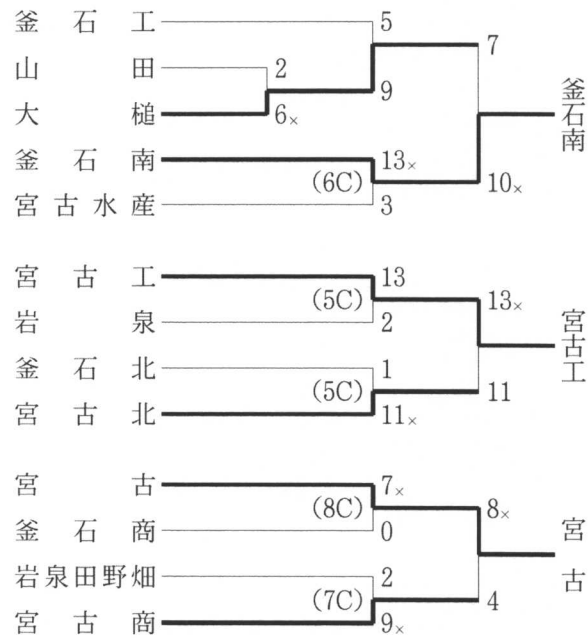 釜石工 5
山田 2
大槌 6× 9 7
釜石南 13×
(6C) 10×
宮古水産 3
釜石南
宮古工 13
(5C) 13×
岩泉 2
釜石北 1
(5C) 11
宮古北 11×
宮古工
宮古 7×
(8C) 8×
釜石商 0
岩泉田野畑 2
(7C) 4
宮古商 9×
宮古